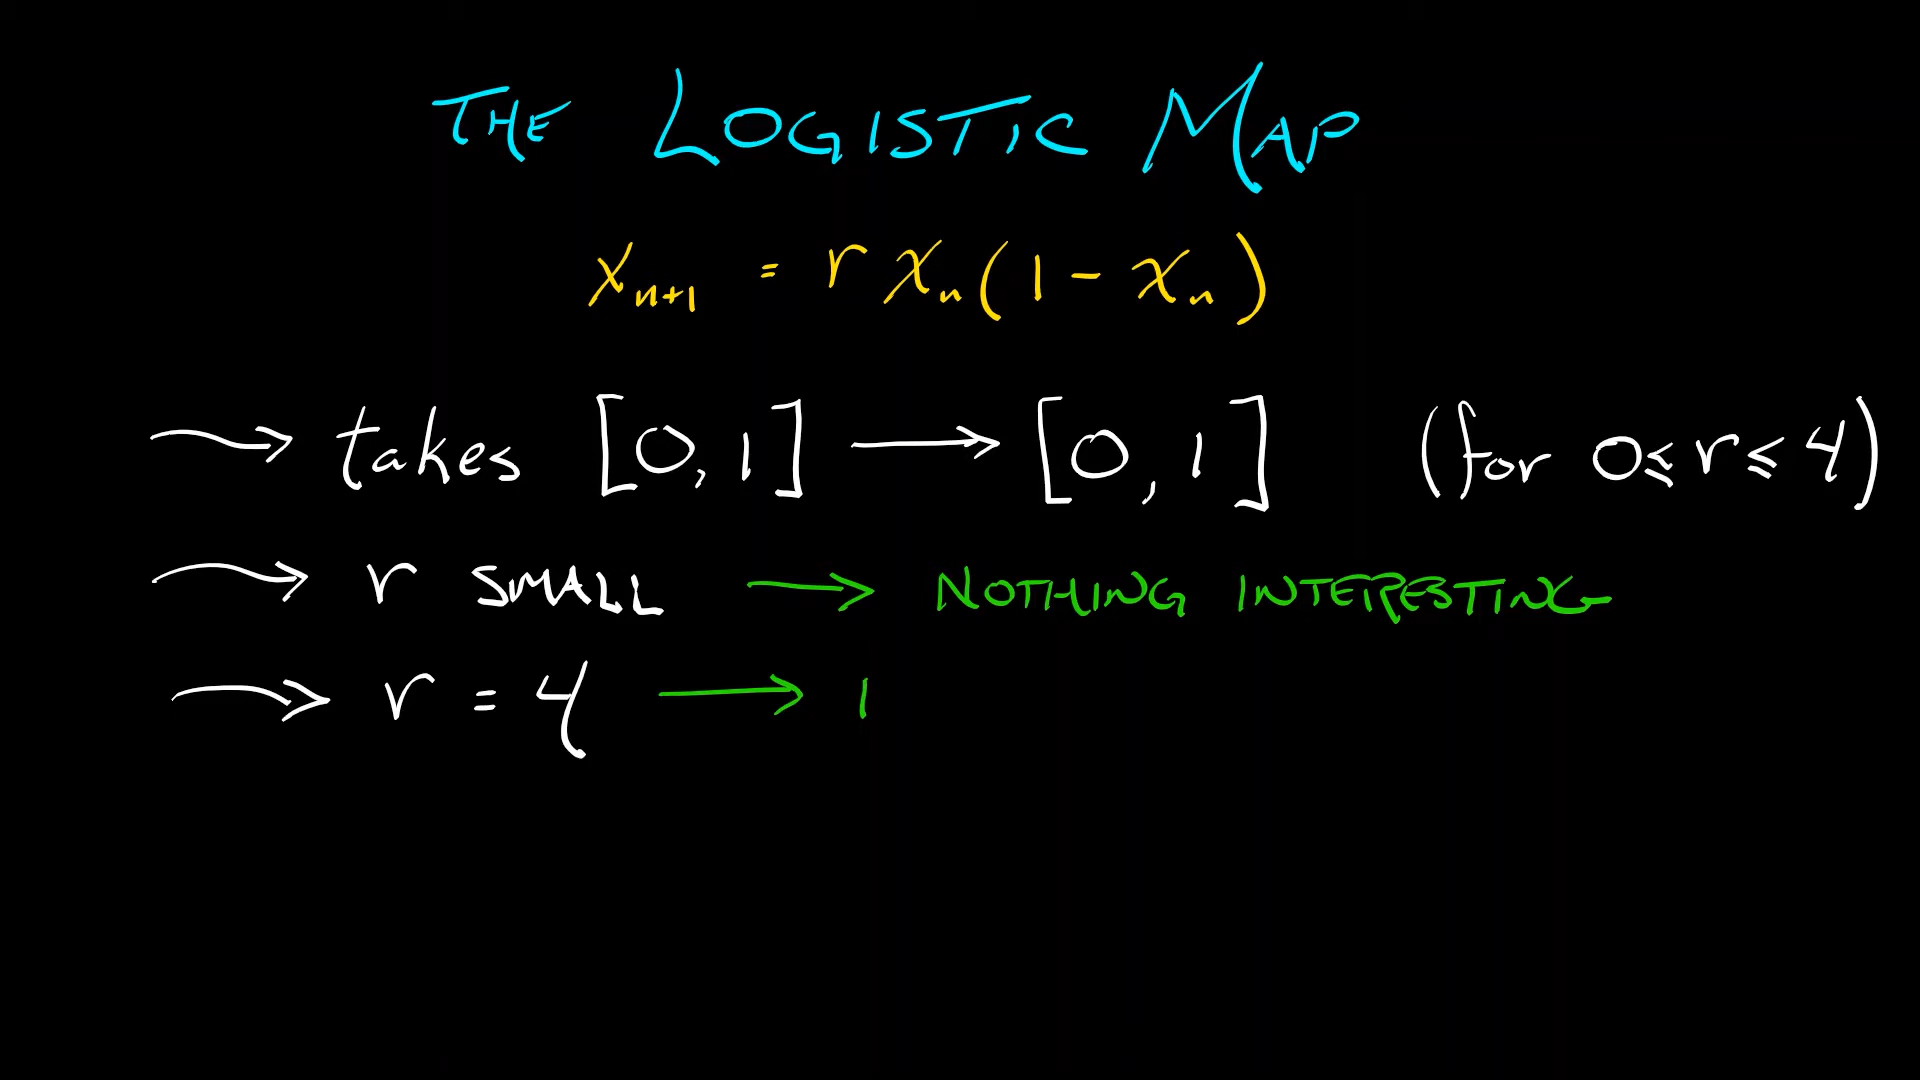 THE LOGISTIC MAP
xₙ₊₁ = r xₙ(1 - xₙ)
→ takes [0,1] → [0,1] (for 0≤r≤4)
→ r SMALL → NOTHING INTERESTING
→ r = 4 → I